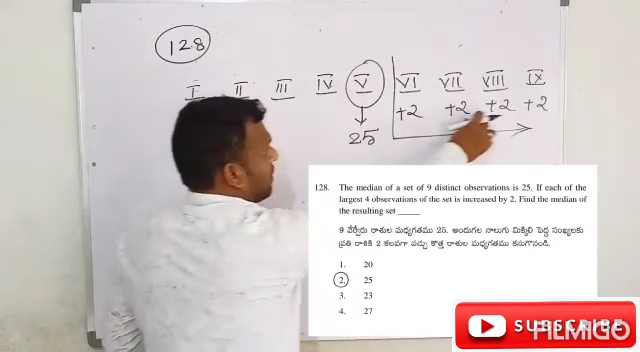 128
I II III IV V VI VII VIII IX
+2 +2 +2 +2
25
128. The median of a set of 9 distinct observations is 25. If each of the
largest 4 observations of the set is increased by 2. Find the median of
the resulting set _____
9 వేర్వేరు రాశుల మధ్యగతము 25. అందుగల నాలుగు మిక్కిలి పెద్ద సంఖ్యలకు
ప్రతి రాశికి 2 కలపగా వచ్చు కొత్త రాశుల మధ్యగతము కనుగొనండి.
1. 20
2. 25
3. 23
4. 27
SUBSCRIBE
FILMIGO